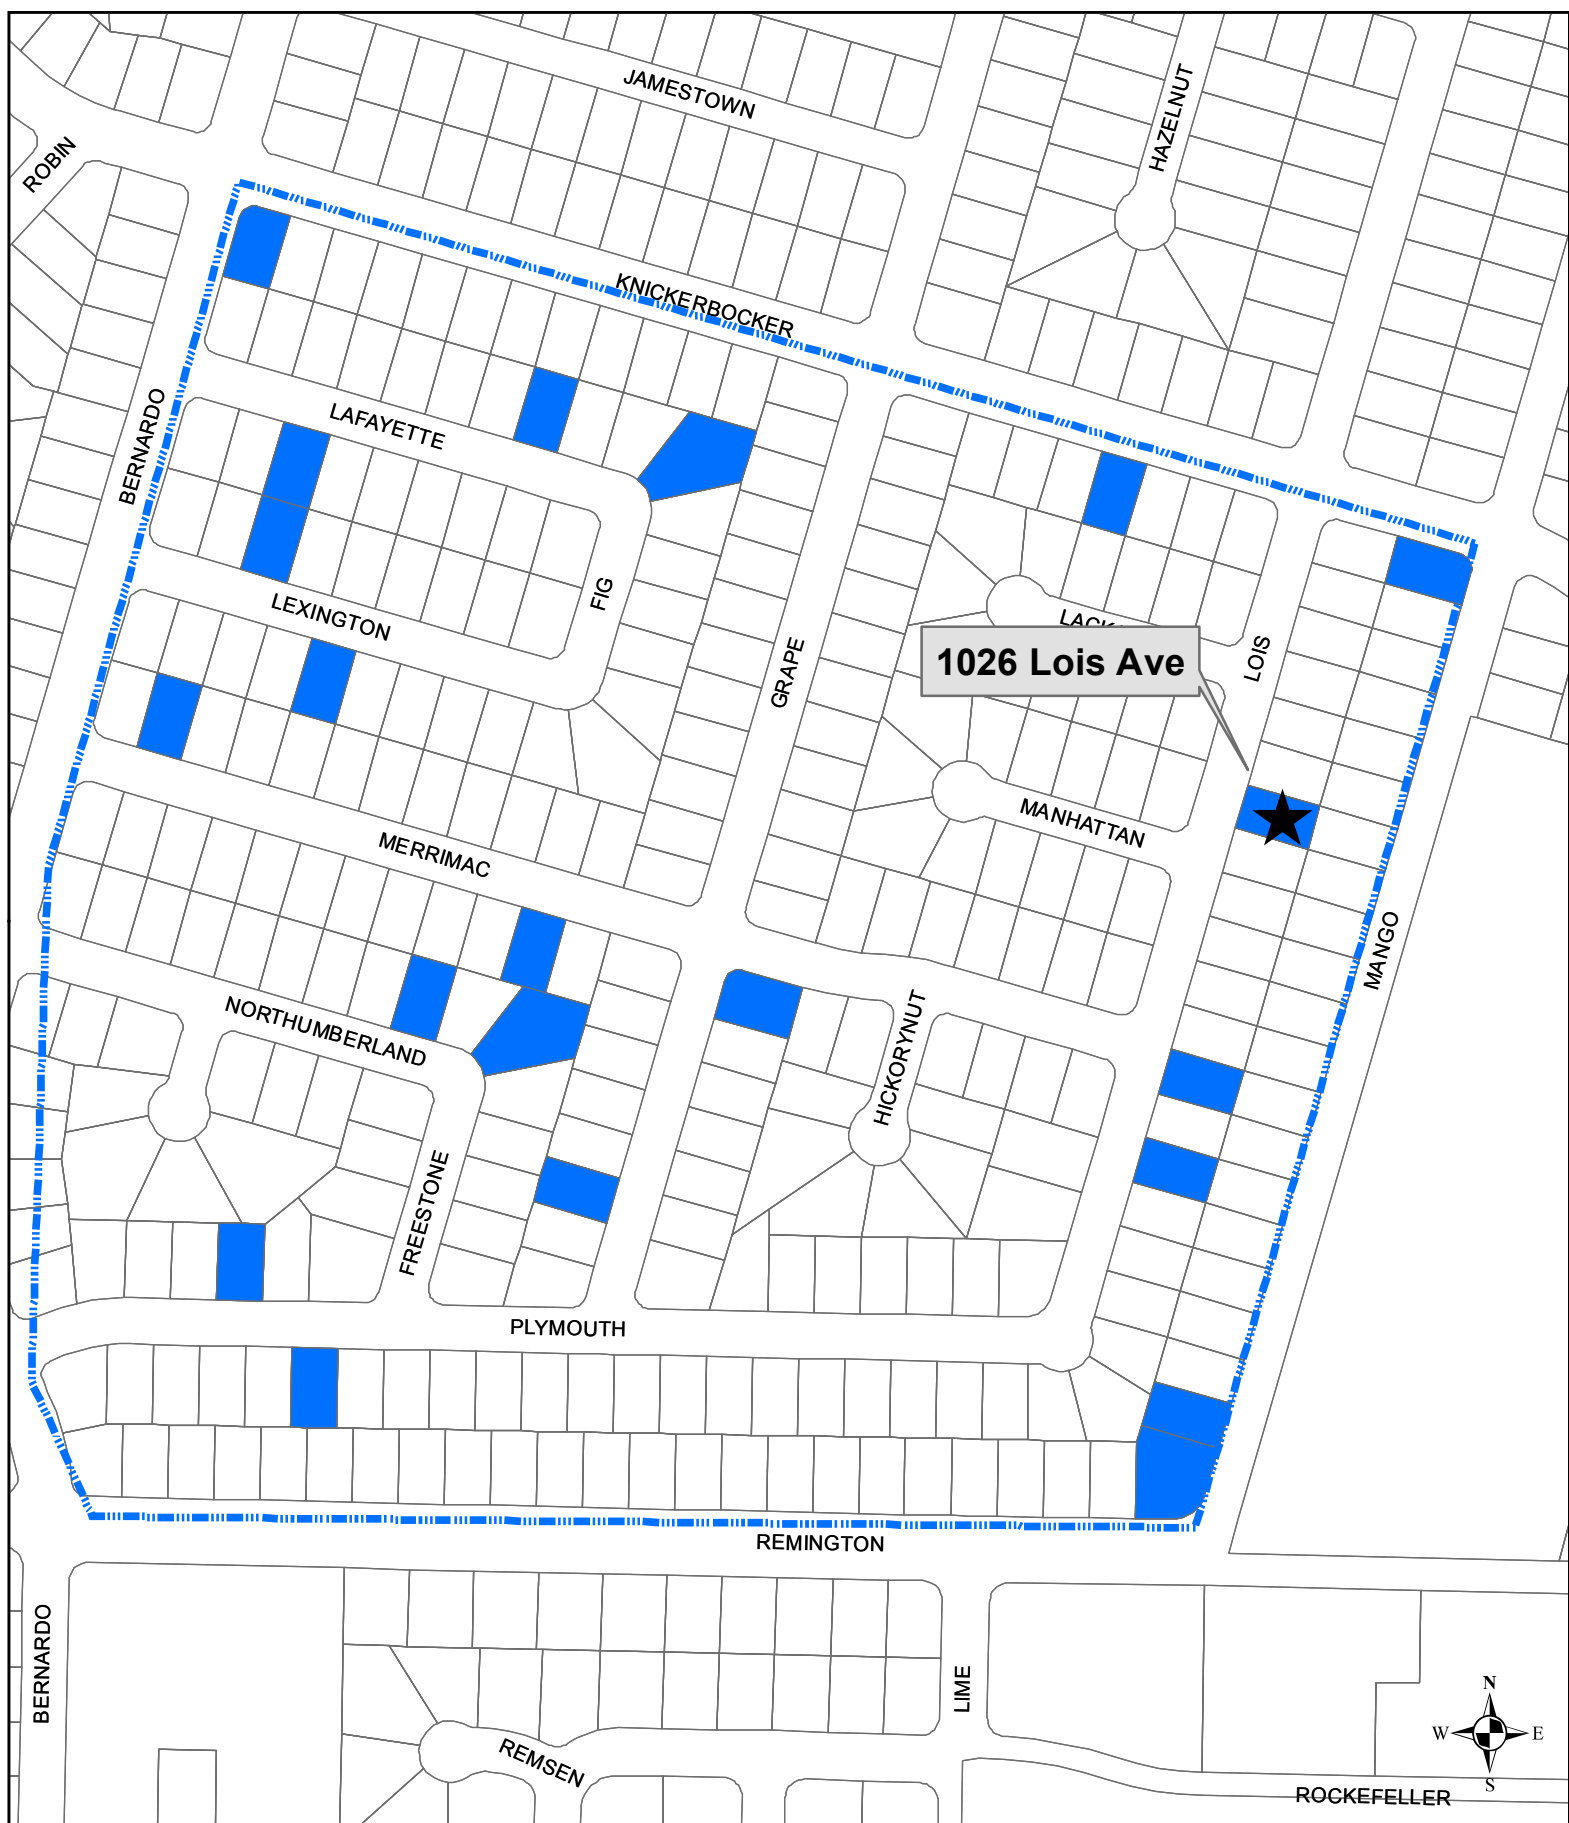 JAMESTOWN
HAZELNUT
ROBIN
KNICKERBOCKER
BERNARDO
LAFAYETTE
FIG
LEXINGTON
GRAPE
LOIS
1026 Lois Ave
MANHATTAN
MERRIMAC
MANGO
NORTHUMBERLAND
HICKORYNUT
FREESTONE
PLYMOUTH
REMINGTON
BERNARDO
LIME
REMSEN
ROCKEFELLER
N
W
E
S